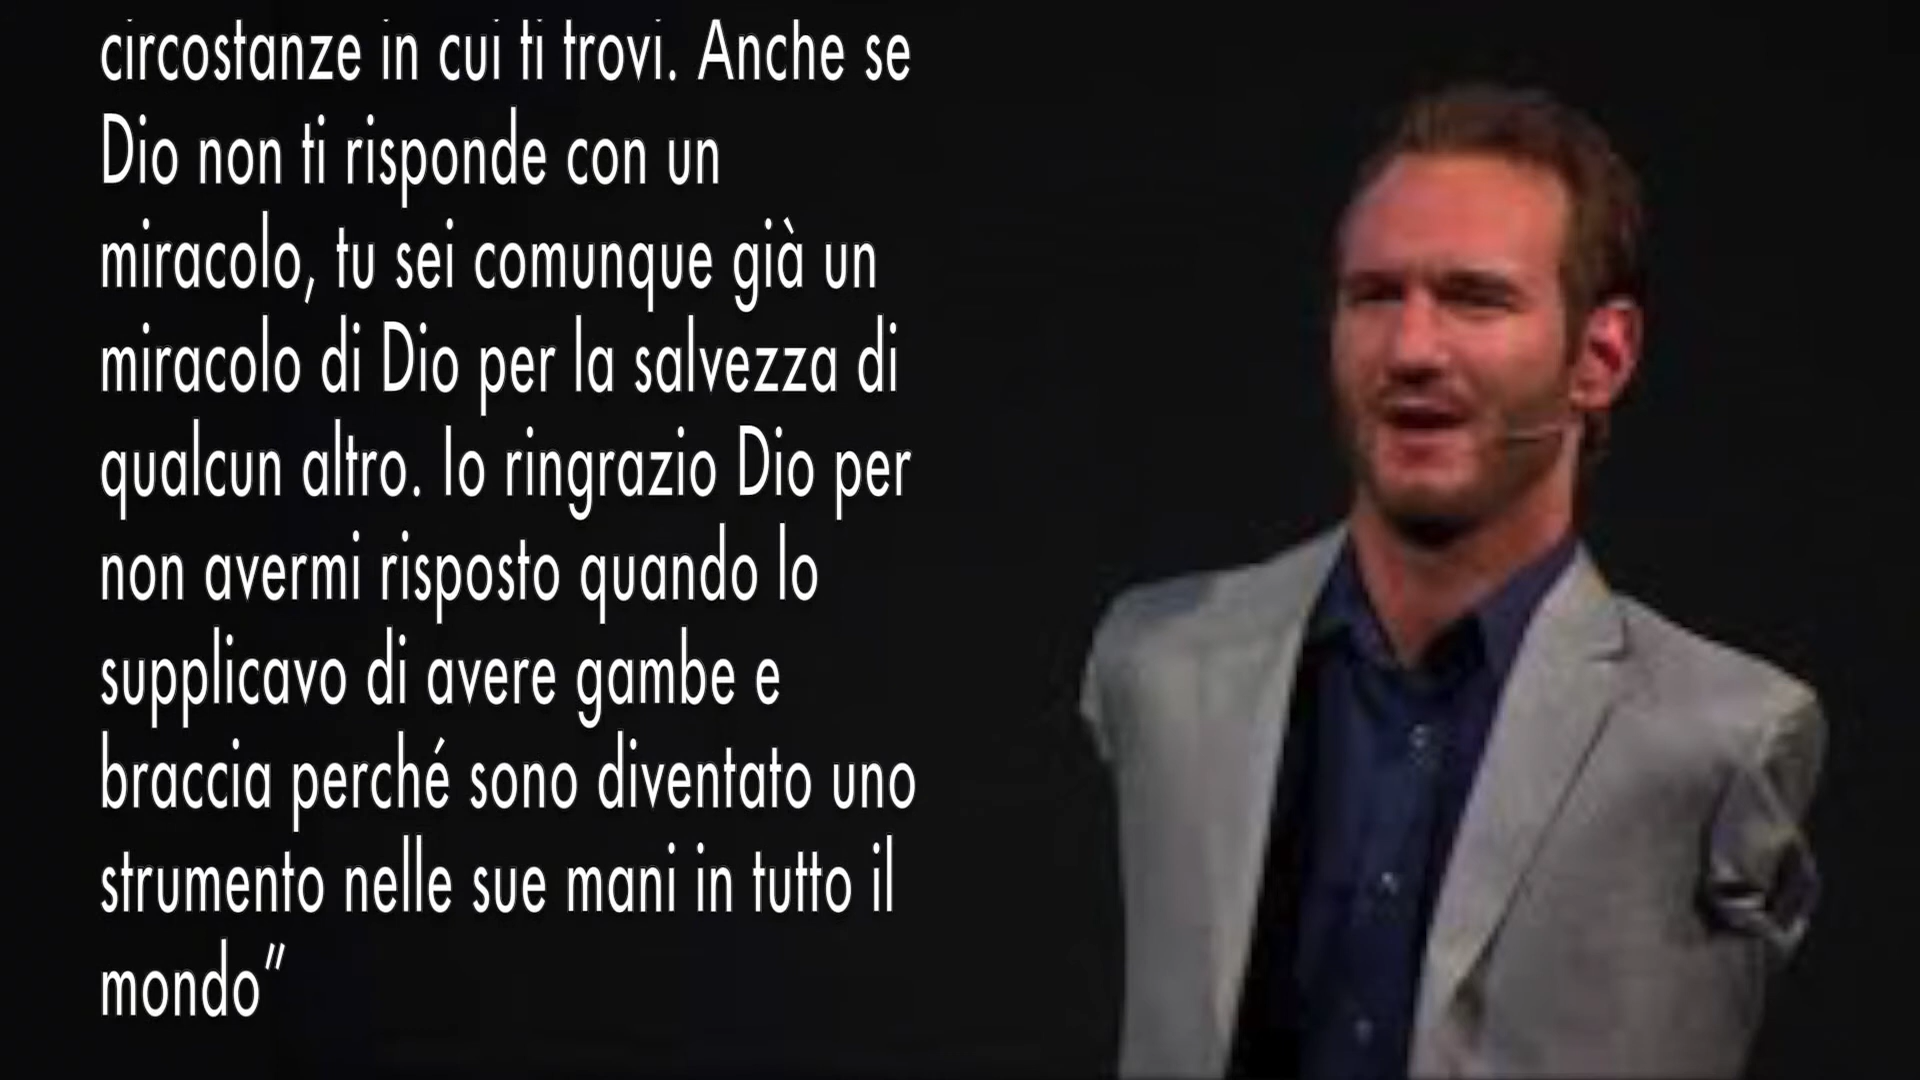 circostanze in cui ti trovi. Anche se
Dio non ti risponde con un
miracolo, tu sei comunque già un
miracolo di Dio per la salvezza di
qualcun altro. Io ringrazio Dio per
non avermi risposto quando lo
supplicavo di avere gambe e
braccia perché sono diventato uno
strumento nelle sue mani in tutto il
mondo”